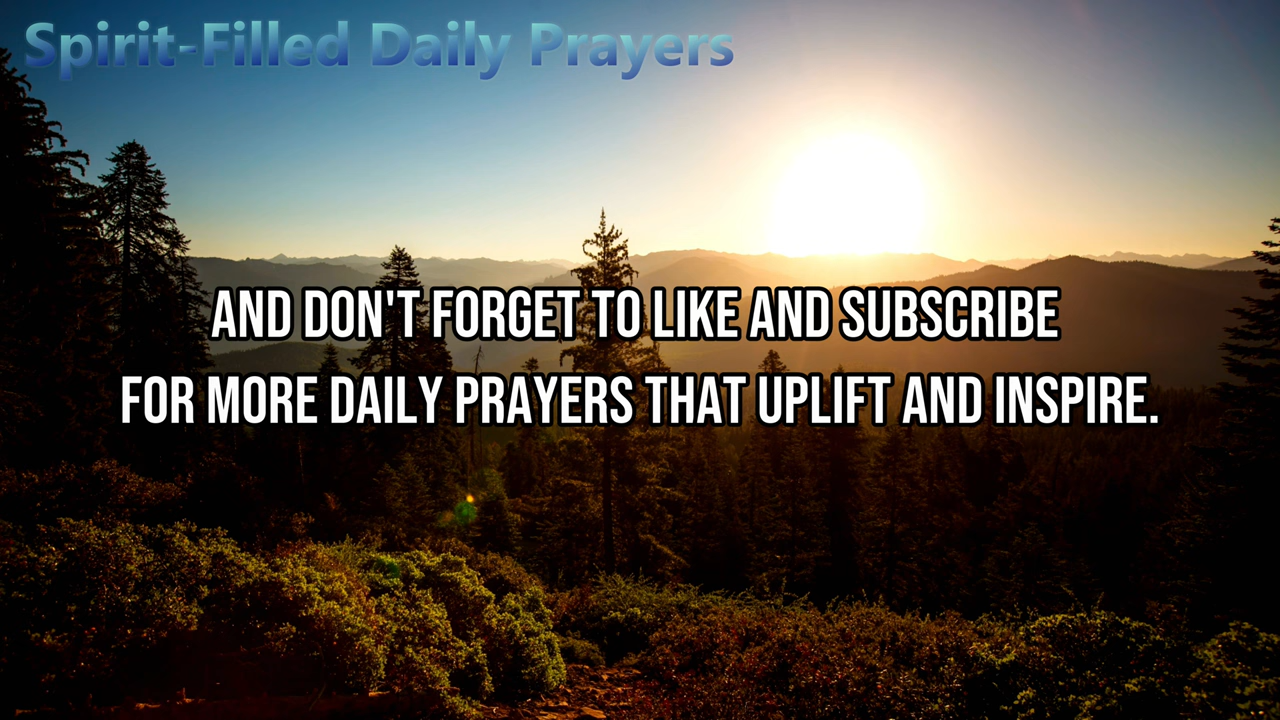 Spirit-Filled Daily Prayers
AND DON'T FORGET TO LIKE AND SUBSCRIBE
FOR MORE DAILY PRAYERS THAT UPLIFT AND INSPIRE.